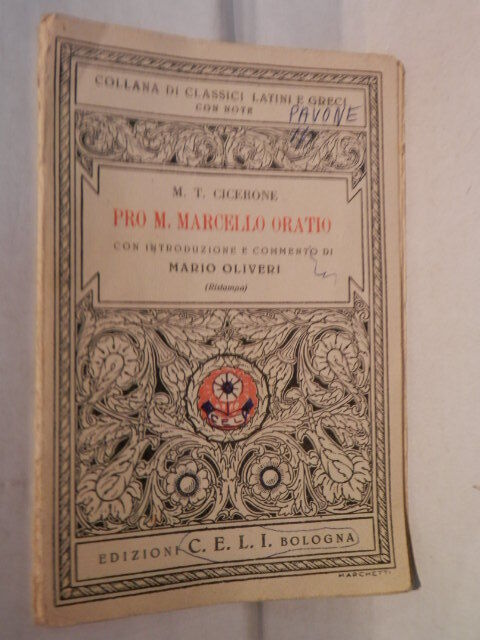 COLLANA DI CLASSICI LATINI E GRECI
CON NOTE
PAVONE
M. T. CICERONE
PRO M. MARCELLO ORATIO
CON INTRODUZIONE E COMMENTO DI
MARIO OLIVERI
(Ristampa)
C.E.L.I.
EDIZIONI C. E. L. I. BOLOGNA
MARCHETTI